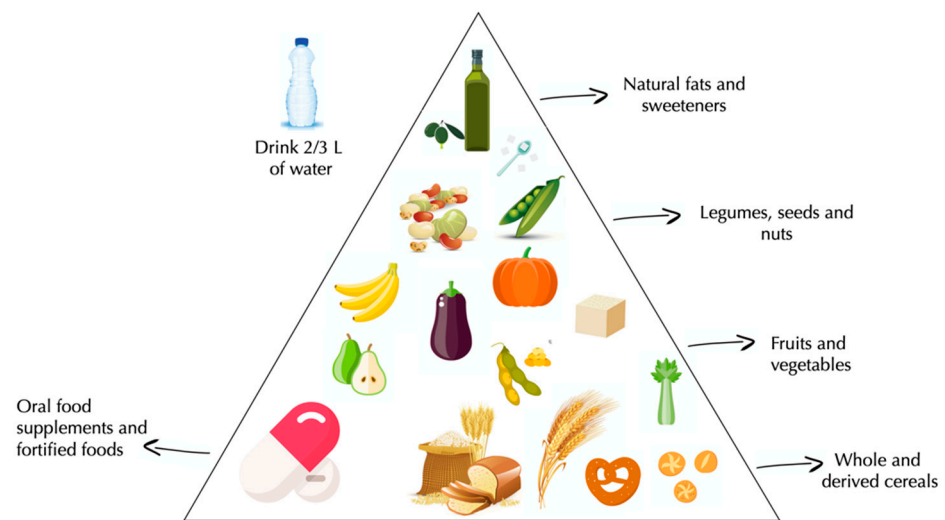 Natural fats and
sweeteners
Drink 2/3 L
of water
Legumes, seeds and
nuts
Fruits and
vegetables
Oral food
supplements and
fortified foods
Whole and
derived cereals